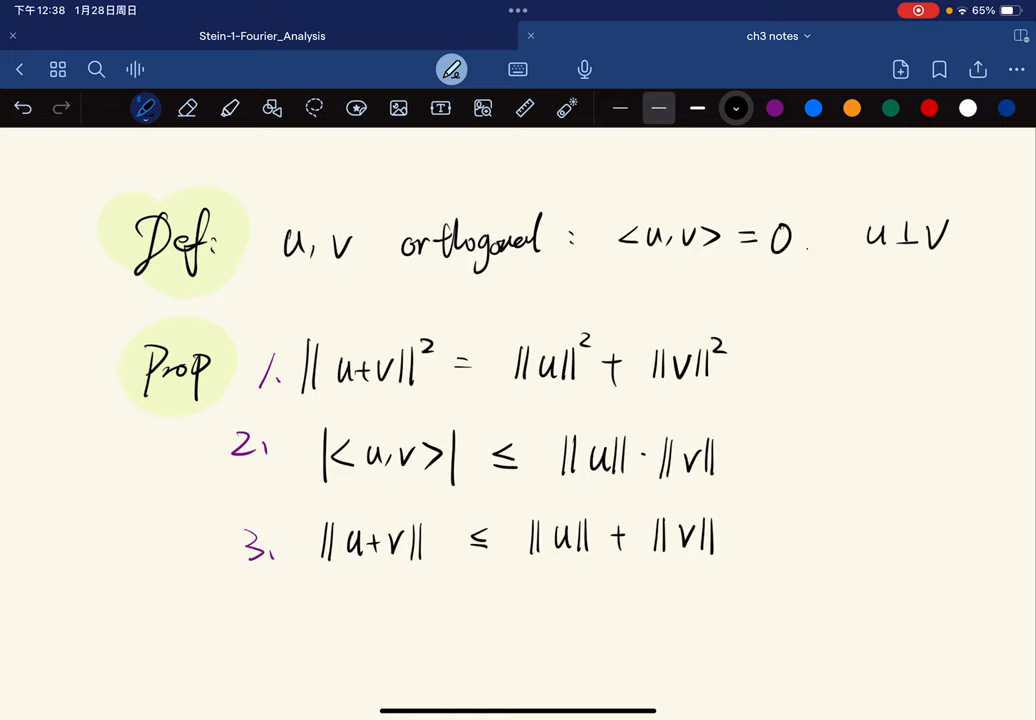 下午12:38 1月28日周日
65%
Stein-1-Fourier_Analysis
ch3 notes
Def: u, v orthogonal : <u, v> = 0. u⊥v
Prop 1. ||u+v||² = ||u||² + ||v||²
2. |<u, v>| ≤ ||u|| · ||v||
3. ||u+v|| ≤ ||u|| + ||v||